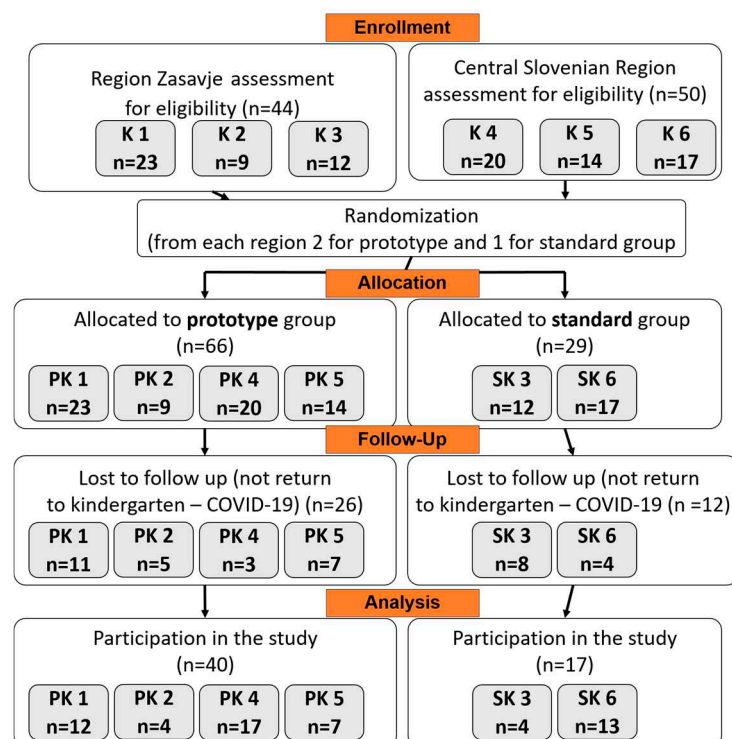 Enrollment
Region Zasavje assessment
for eligibility (n=44)
K 1
n=23
K 2
n=9
K 3
n=12
Central Slovenian Region
assessment for eligibility (n=50)
K 4
n=20
K 5
n=14
K 6
n=17
Randomization
(from each region 2 for prototype and 1 for standard group
Allocation
Allocated to prototype group
(n=66)
PK 1
n=23
PK 2
n=9
PK 4
n=20
PK 5
n=14
Allocated to standard group
(n=29)
SK 3
n=12
SK 6
n=17
Follow-Up
Lost to follow up (not return
to kindergarten – COVID-19) (n=26)
PK 1
n=11
PK 2
n=5
PK 4
n=3
PK 5
n=7
Lost to follow up (not return
to kindergarten – COVID-19 (n =12)
SK 3
n=8
SK 6
n=4
Analysis
Participation in the study
(n=40)
PK 1
n=12
PK 2
n=4
PK 4
n=17
PK 5
n=7
Participation in the study
(n=17)
SK 3
n=4
SK 6
n=13